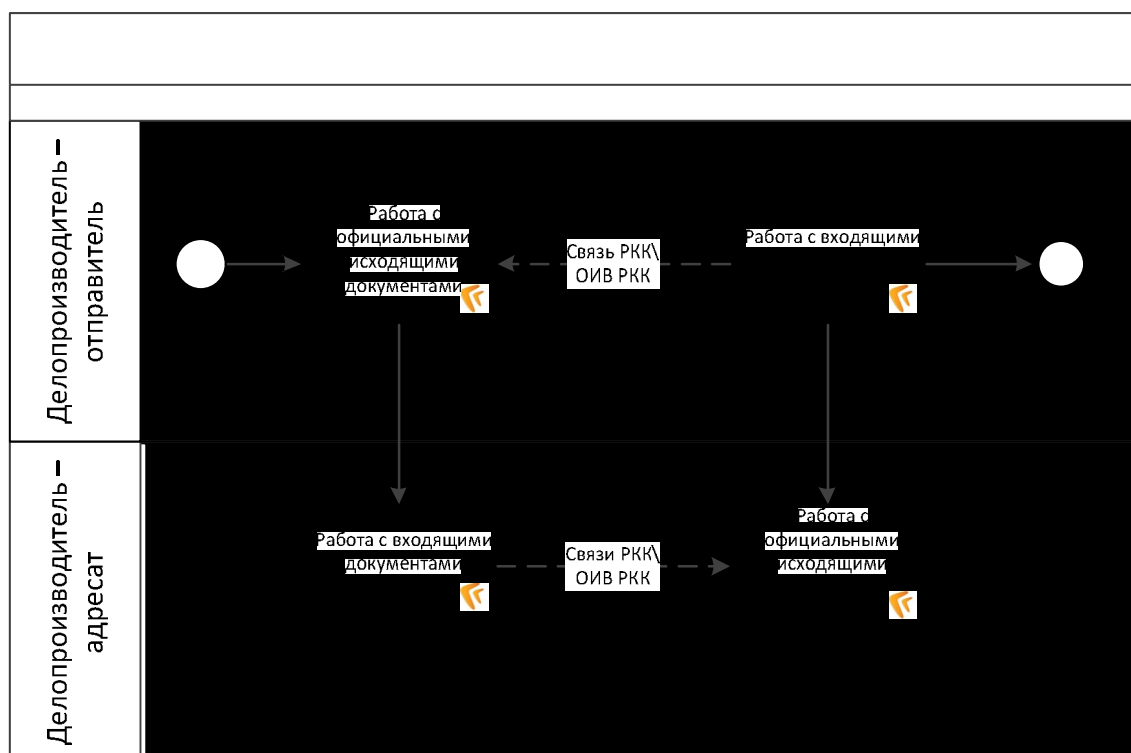 Делопроизводитель –
отправитель
Работа с
официальными
исходящими
документами
Связь РКК\
ОИВ РКК
Работа с входящими
Делопроизводитель –
адресат
Работа с входящими
документами
Связи РКК\
ОИВ РКК
Работа с
официальными
исходящими